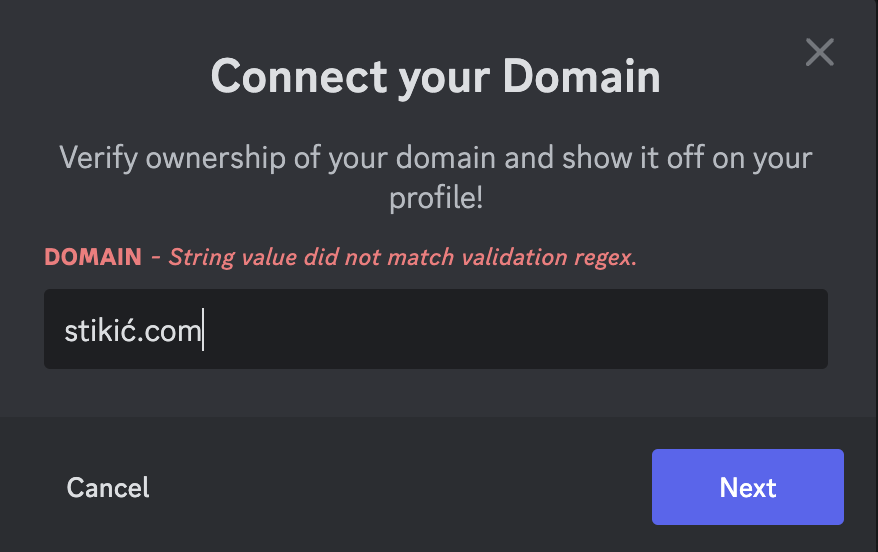 Connect your Domain
Verify ownership of your domain and show it off on your
profile!
DOMAIN - String value did not match validation regex.
stikić.com
Cancel
Next